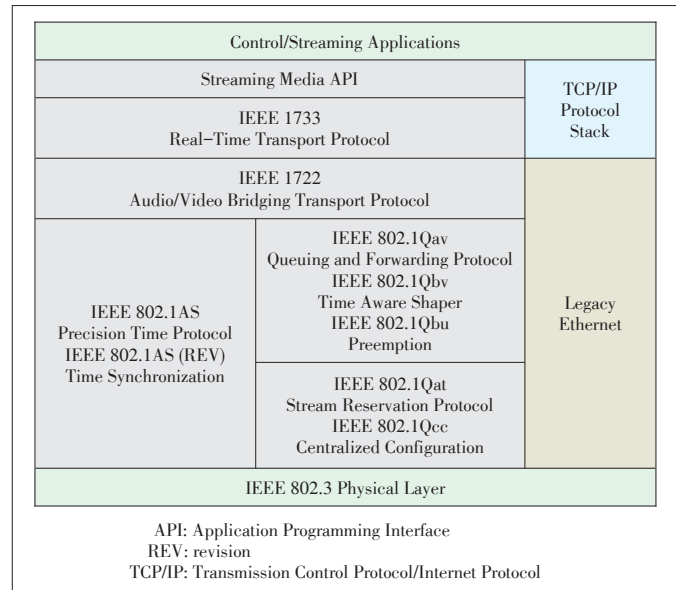 Control/Streaming Applications
Streaming Media API
IEEE 1733
Real-Time Transport Protocol
TCP/IP
Protocol
Stack
IEEE 1722
Audio/Video Bridging Transport Protocol
IEEE 802.1AS
Precision Time Protocol
IEEE 802.1AS (REV)
Time Synchronization
IEEE 802.1Qav
Queuing and Forwarding Protocol
IEEE 802.1Qbv
Time Aware Shaper
IEEE 802.1Qbu
Preemption
IEEE 802.1Qat
Stream Reservation Protocol
IEEE 802.1Qcc
Centralized Configuration
Legacy
Ethernet
IEEE 802.3 Physical Layer
API: Application Programming Interface
REV: revision
TCP/IP: Transmission Control Protocol/Internet Protocol